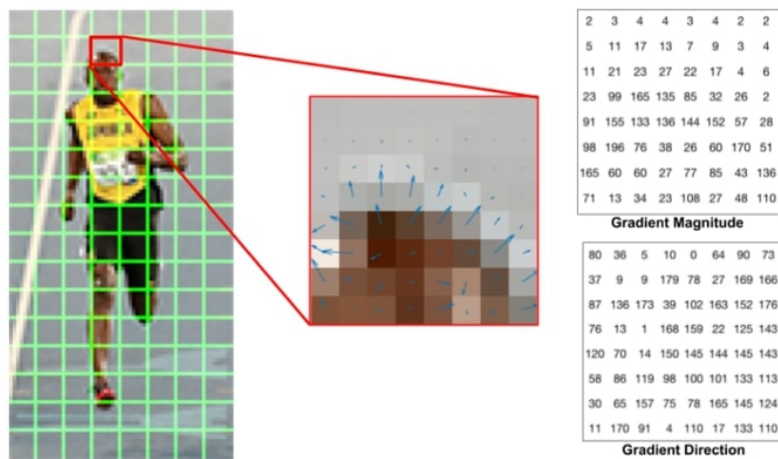 2 3 4 4 3 4 2 2
5 11 17 13 7 9 3 4
11 21 23 27 22 17 4 6
23 99 165 135 85 32 26 2
91 155 133 136 144 152 57 28
98 196 76 38 26 60 170 51
165 60 60 27 77 85 43 136
71 13 34 23 108 27 48 110
Gradient Magnitude
80 36 5 10 0 64 90 73
37 9 9 179 78 27 169 166
87 136 173 39 102 163 152 176
76 13 1 168 159 22 125 143
120 70 14 150 145 144 145 143
58 86 119 98 100 101 133 113
30 65 157 75 78 165 145 124
11 170 91 4 110 17 133 110
Gradient Direction